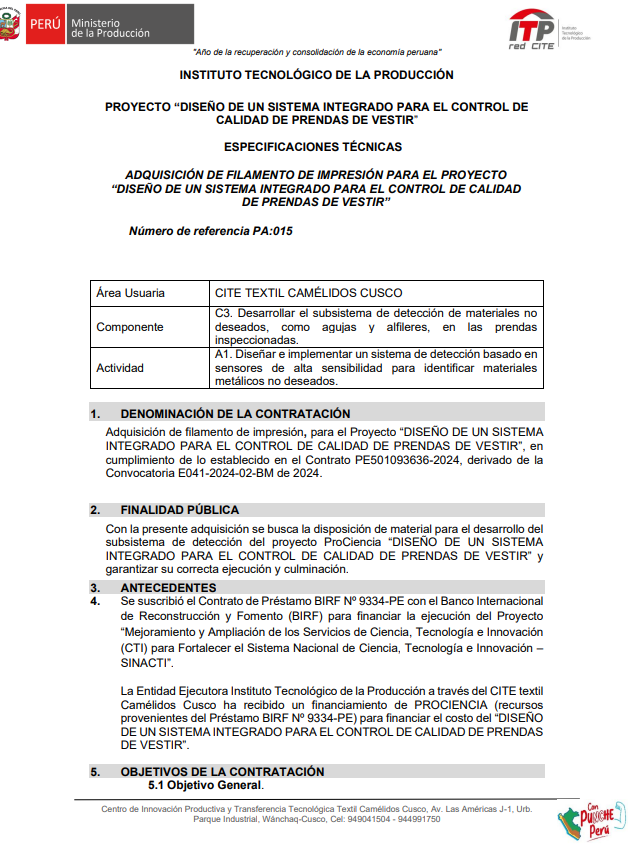 PERÚ
Ministerio
de la Producción
ITP
red CITE
Instituto
Tecnológico
de la Producción
"Año de la recuperación y consolidación de la economía peruana"
INSTITUTO TECNOLÓGICO DE LA PRODUCCIÓN
PROYECTO “DISEÑO DE UN SISTEMA INTEGRADO PARA EL CONTROL DE
CALIDAD DE PRENDAS DE VESTIR”
ESPECIFICACIONES TÉCNICAS
ADQUISICIÓN DE FILAMENTO DE IMPRESIÓN PARA EL PROYECTO
“DISEÑO DE UN SISTEMA INTEGRADO PARA EL CONTROL DE CALIDAD
DE PRENDAS DE VESTIR”
Número de referencia PA:015
Área Usuaria
CITE TEXTIL CAMÉLIDOS CUSCO
Componente
C3. Desarrollar el subsistema de detección de materiales no
deseados, como agujas y alfileres, en las prendas
inspeccionadas.
Actividad
A1. Diseñar e implementar un sistema de detección basado en
sensores de alta sensibilidad para identificar materiales
metálicos no deseados.
1. DENOMINACIÓN DE LA CONTRATACIÓN
Adquisición de filamento de impresión, para el Proyecto “DISEÑO DE UN SISTEMA
INTEGRADO PARA EL CONTROL DE CALIDAD DE PRENDAS DE VESTIR”, en
cumplimiento de lo establecido en el Contrato PE501093636-2024, derivado de la
Convocatoria E041-2024-02-BM de 2024.
2. FINALIDAD PÚBLICA
Con la presente adquisición se busca la disposición de material para el desarrollo del
subsistema de detección del proyecto ProCiencia “DISEÑO DE UN SISTEMA
INTEGRADO PARA EL CONTROL DE CALIDAD DE PRENDAS DE VESTIR” y
garantizar su correcta ejecución y culminación.
3. ANTECEDENTES
4. Se suscribió el Contrato de Préstamo BIRF Nº 9334-PE con el Banco Internacional
de Reconstrucción y Fomento (BIRF) para financiar la ejecución del Proyecto
“Mejoramiento y Ampliación de los Servicios de Ciencia, Tecnología e Innovación
(CTI) para Fortalecer el Sistema Nacional de Ciencia, Tecnología e Innovación –
SINACTI”.
La Entidad Ejecutora Instituto Tecnológico de la Producción a través del CITE textil
Camélidos Cusco ha recibido un financiamiento de PROCIENCIA (recursos
provenientes del Préstamo BIRF Nº 9334-PE) para financiar el costo del “DISEÑO
DE UN SISTEMA INTEGRADO PARA EL CONTROL DE CALIDAD DE PRENDAS
DE VESTIR”.
5. OBJETIVOS DE LA CONTRATACIÓN
5.1 Objetivo General.
Centro de Innovación Productiva y Transferencia Tecnológica Textil Camélidos Cusco, Av. Las Américas J-1, Urb.
Parque Industrial, Wánchaq-Cusco, Cel: 949041504 - 944991750
Con
PUNCHE
Perú